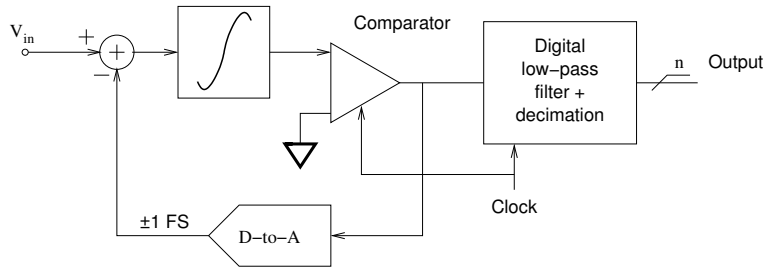 V_in
+
+
−
Comparator
Digital
low−pass
filter +
decimation
n
Output
Clock
±1 FS
D−to−A